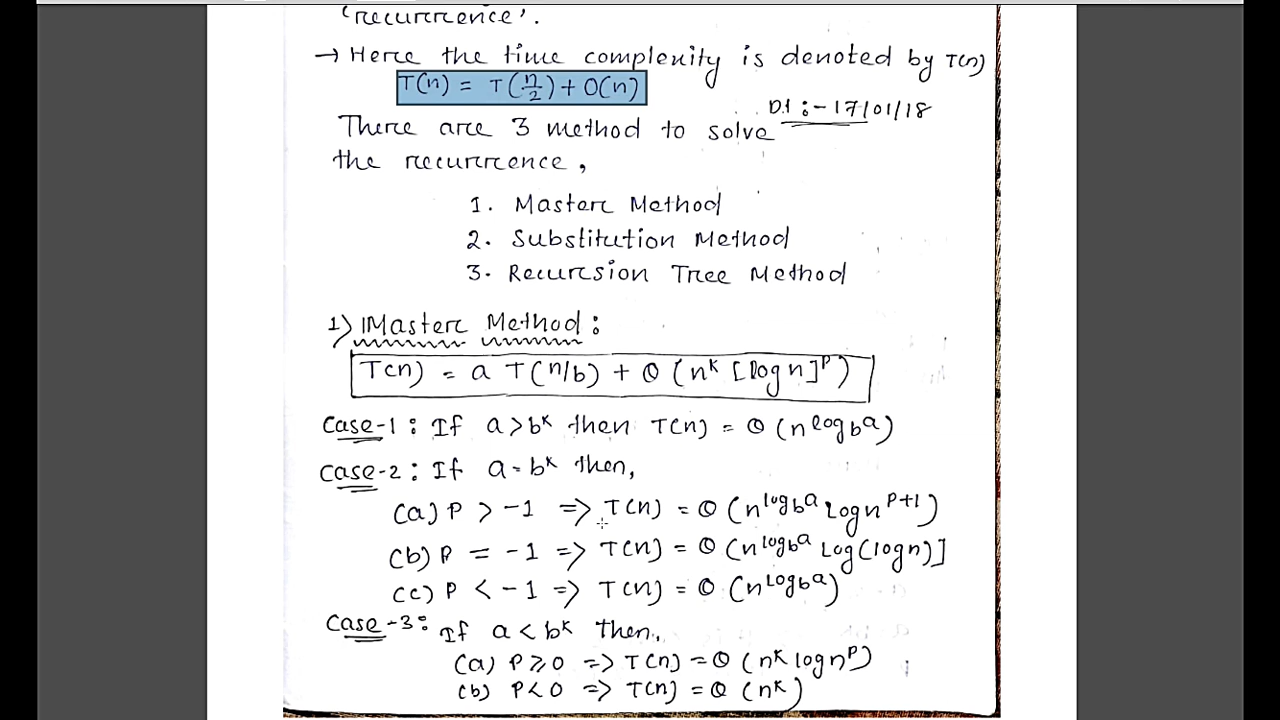 'recurrence'.
→ Here the time complexity is denoted by T(n)
T(n) = T(n/2) + O(n)
D.t :- 17/01/18
There are 3 method to solve
the recurrence,
1. Master Method
2. Substitution Method
3. Recursion Tree Method
1) Master Method :
T(n) = a T(n/b) + Θ (n^k [log n]^p)
Case-1 : If a > b^k then T(n) = Θ (n^log_b a)
Case-2 : If a = b^k then,
(a) P > -1 => T(n) = Θ (n^log_b a log n^p+1)
(b) P = -1 => T(n) = Θ (n^log_b a log(log n)]
(c) P < -1 => T(n) = Θ (n^log_b a)
Case-3 : If a < b^k then,
(a) P ≥ 0 => T(n) = Θ (n^k log n^p)
(b) P < 0 => T(n) = Θ (n^k)